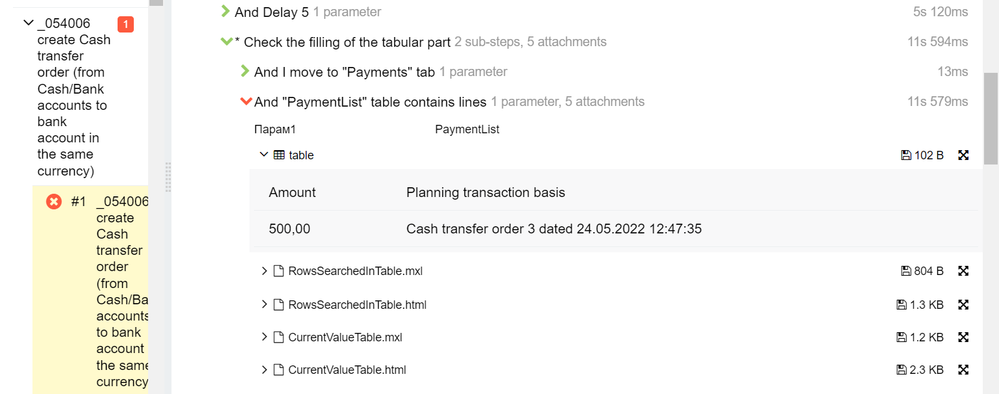 _054006 1
create Cash
transfer
order (from
Cash/Bank
accounts to
bank
account in
the same
currency)
#1 _054006
create
Cash
transfer
order
(from
Cash/Ba
accounts
to bank
account
the same
currency
And Delay 5 1 parameter 5s 120ms
* Check the filling of the tabular part 2 sub-steps, 5 attachments 11s 594ms
And I move to "Payments" tab 1 parameter 13ms
And "PaymentList" table contains lines 1 parameter, 5 attachments 11s 579ms
Парам1 PaymentList
table 102 B
Amount Planning transaction basis
500,00 Cash transfer order 3 dated 24.05.2022 12:47:35
RowsSearchedInTable.mxl 804 B
RowsSearchedInTable.html 1.3 KB
CurrentValueTable.mxl 1.2 KB
CurrentValueTable.html 2.3 KB